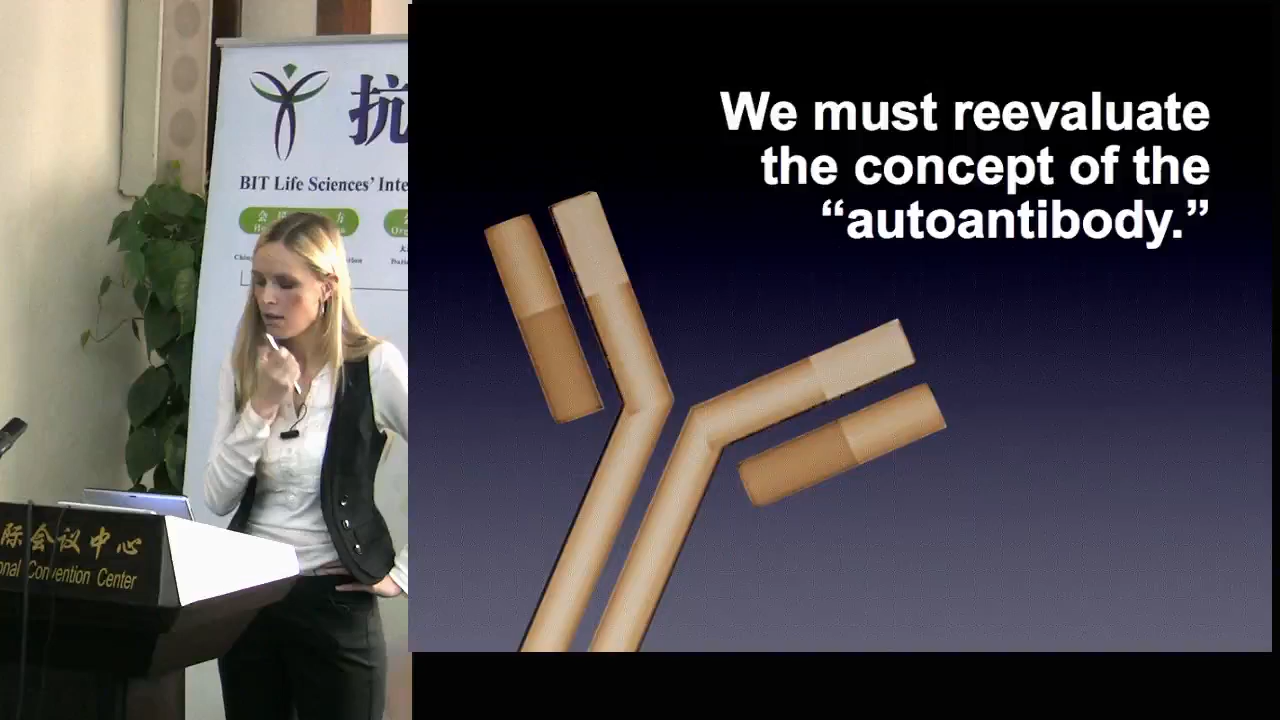 抗
BIT Life Sciences' Inte
We must reevaluate
the concept of the
“autoantibody.”
际会议中心
onal Convention Center